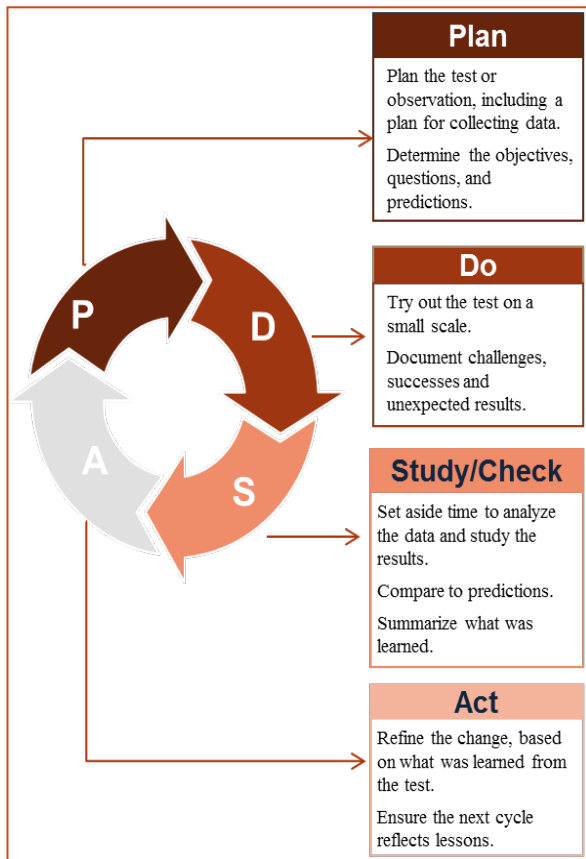 Plan
Plan the test or
observation, including a
plan for collecting data.
Determine the objectives,
questions, and
predictions.
P
D
S
A
Do
Try out the test on a
small scale.
Document challenges,
successes and
unexpected results.
Study/Check
Set aside time to analyze
the data and study the
results.
Compare to predictions.
Summarize what was
learned.
Act
Refine the change, based
on what was learned from
the test.
Ensure the next cycle
reflects lessons.